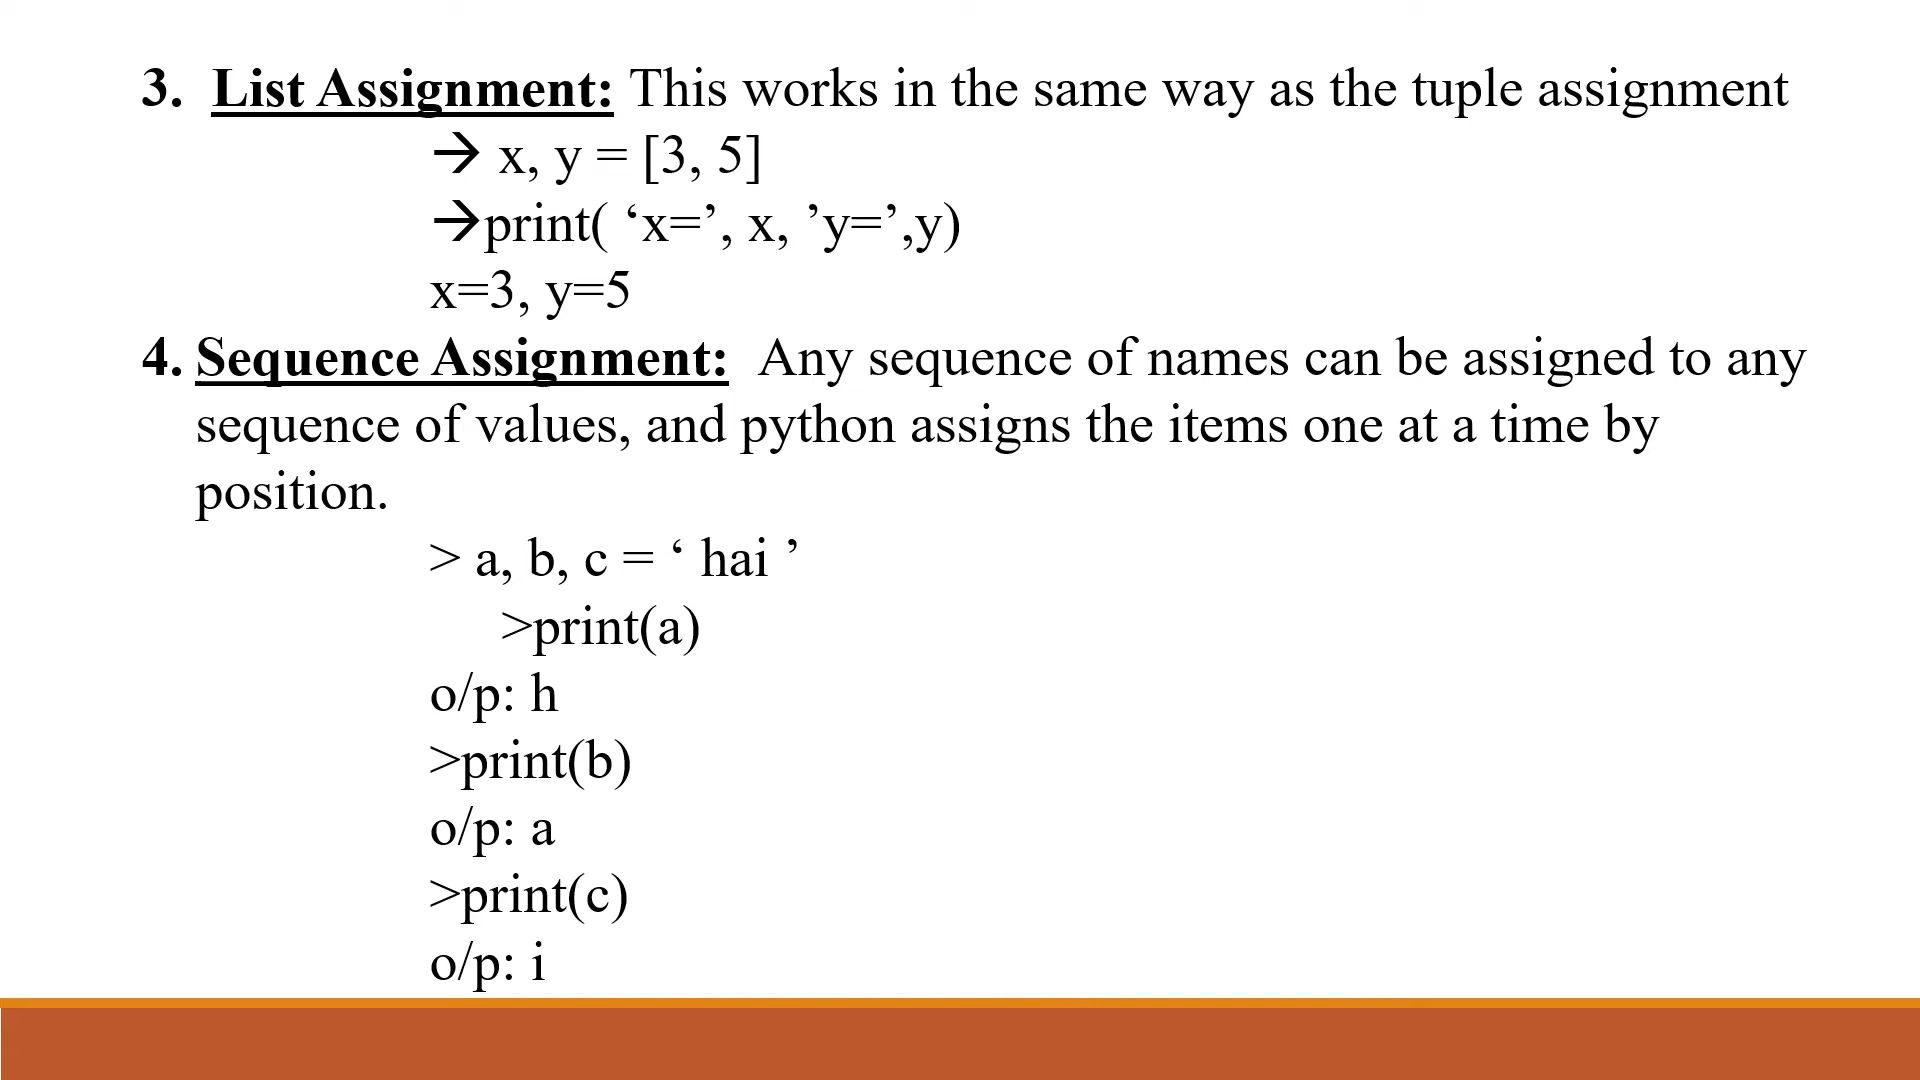 3. List Assignment: This works in the same way as the tuple assignment
→ x, y = [3, 5]
→print( ‘x=’, x, ’y=’,y)
x=3, y=5
4. Sequence Assignment: Any sequence of names can be assigned to any
sequence of values, and python assigns the items one at a time by
position.
> a, b, c = ‘ hai ’
>print(a)
o/p: h
>print(b)
o/p: a
>print(c)
o/p: i